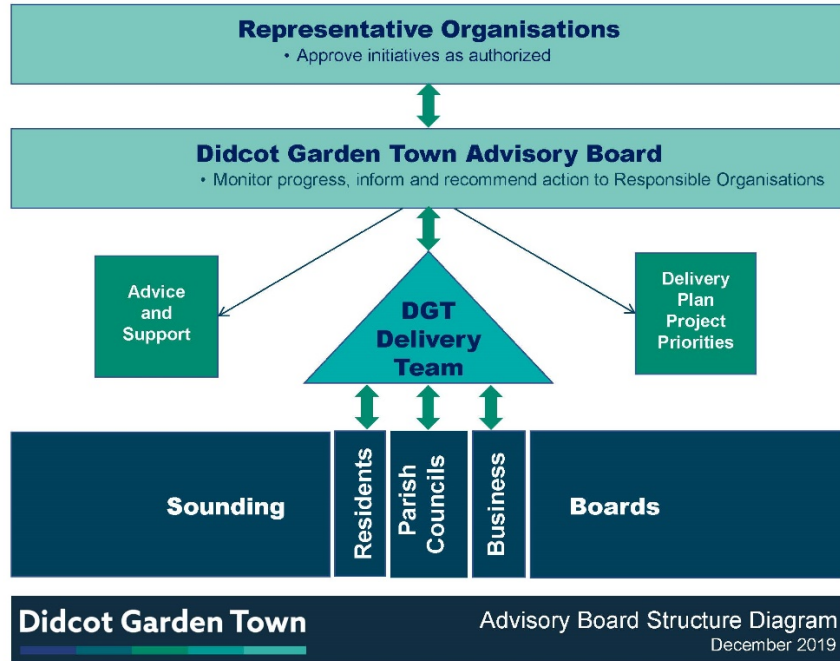 Representative Organisations
• Approve initiatives as authorized
Didcot Garden Town Advisory Board
• Monitor progress, inform and recommend action to Responsible Organisations
Advice
and
Support
DGT
Delivery
Team
Delivery
Plan
Project
Priorities
Sounding
Residents
Parish
Councils
Business
Boards
Didcot Garden Town
Advisory Board Structure Diagram
December 2019